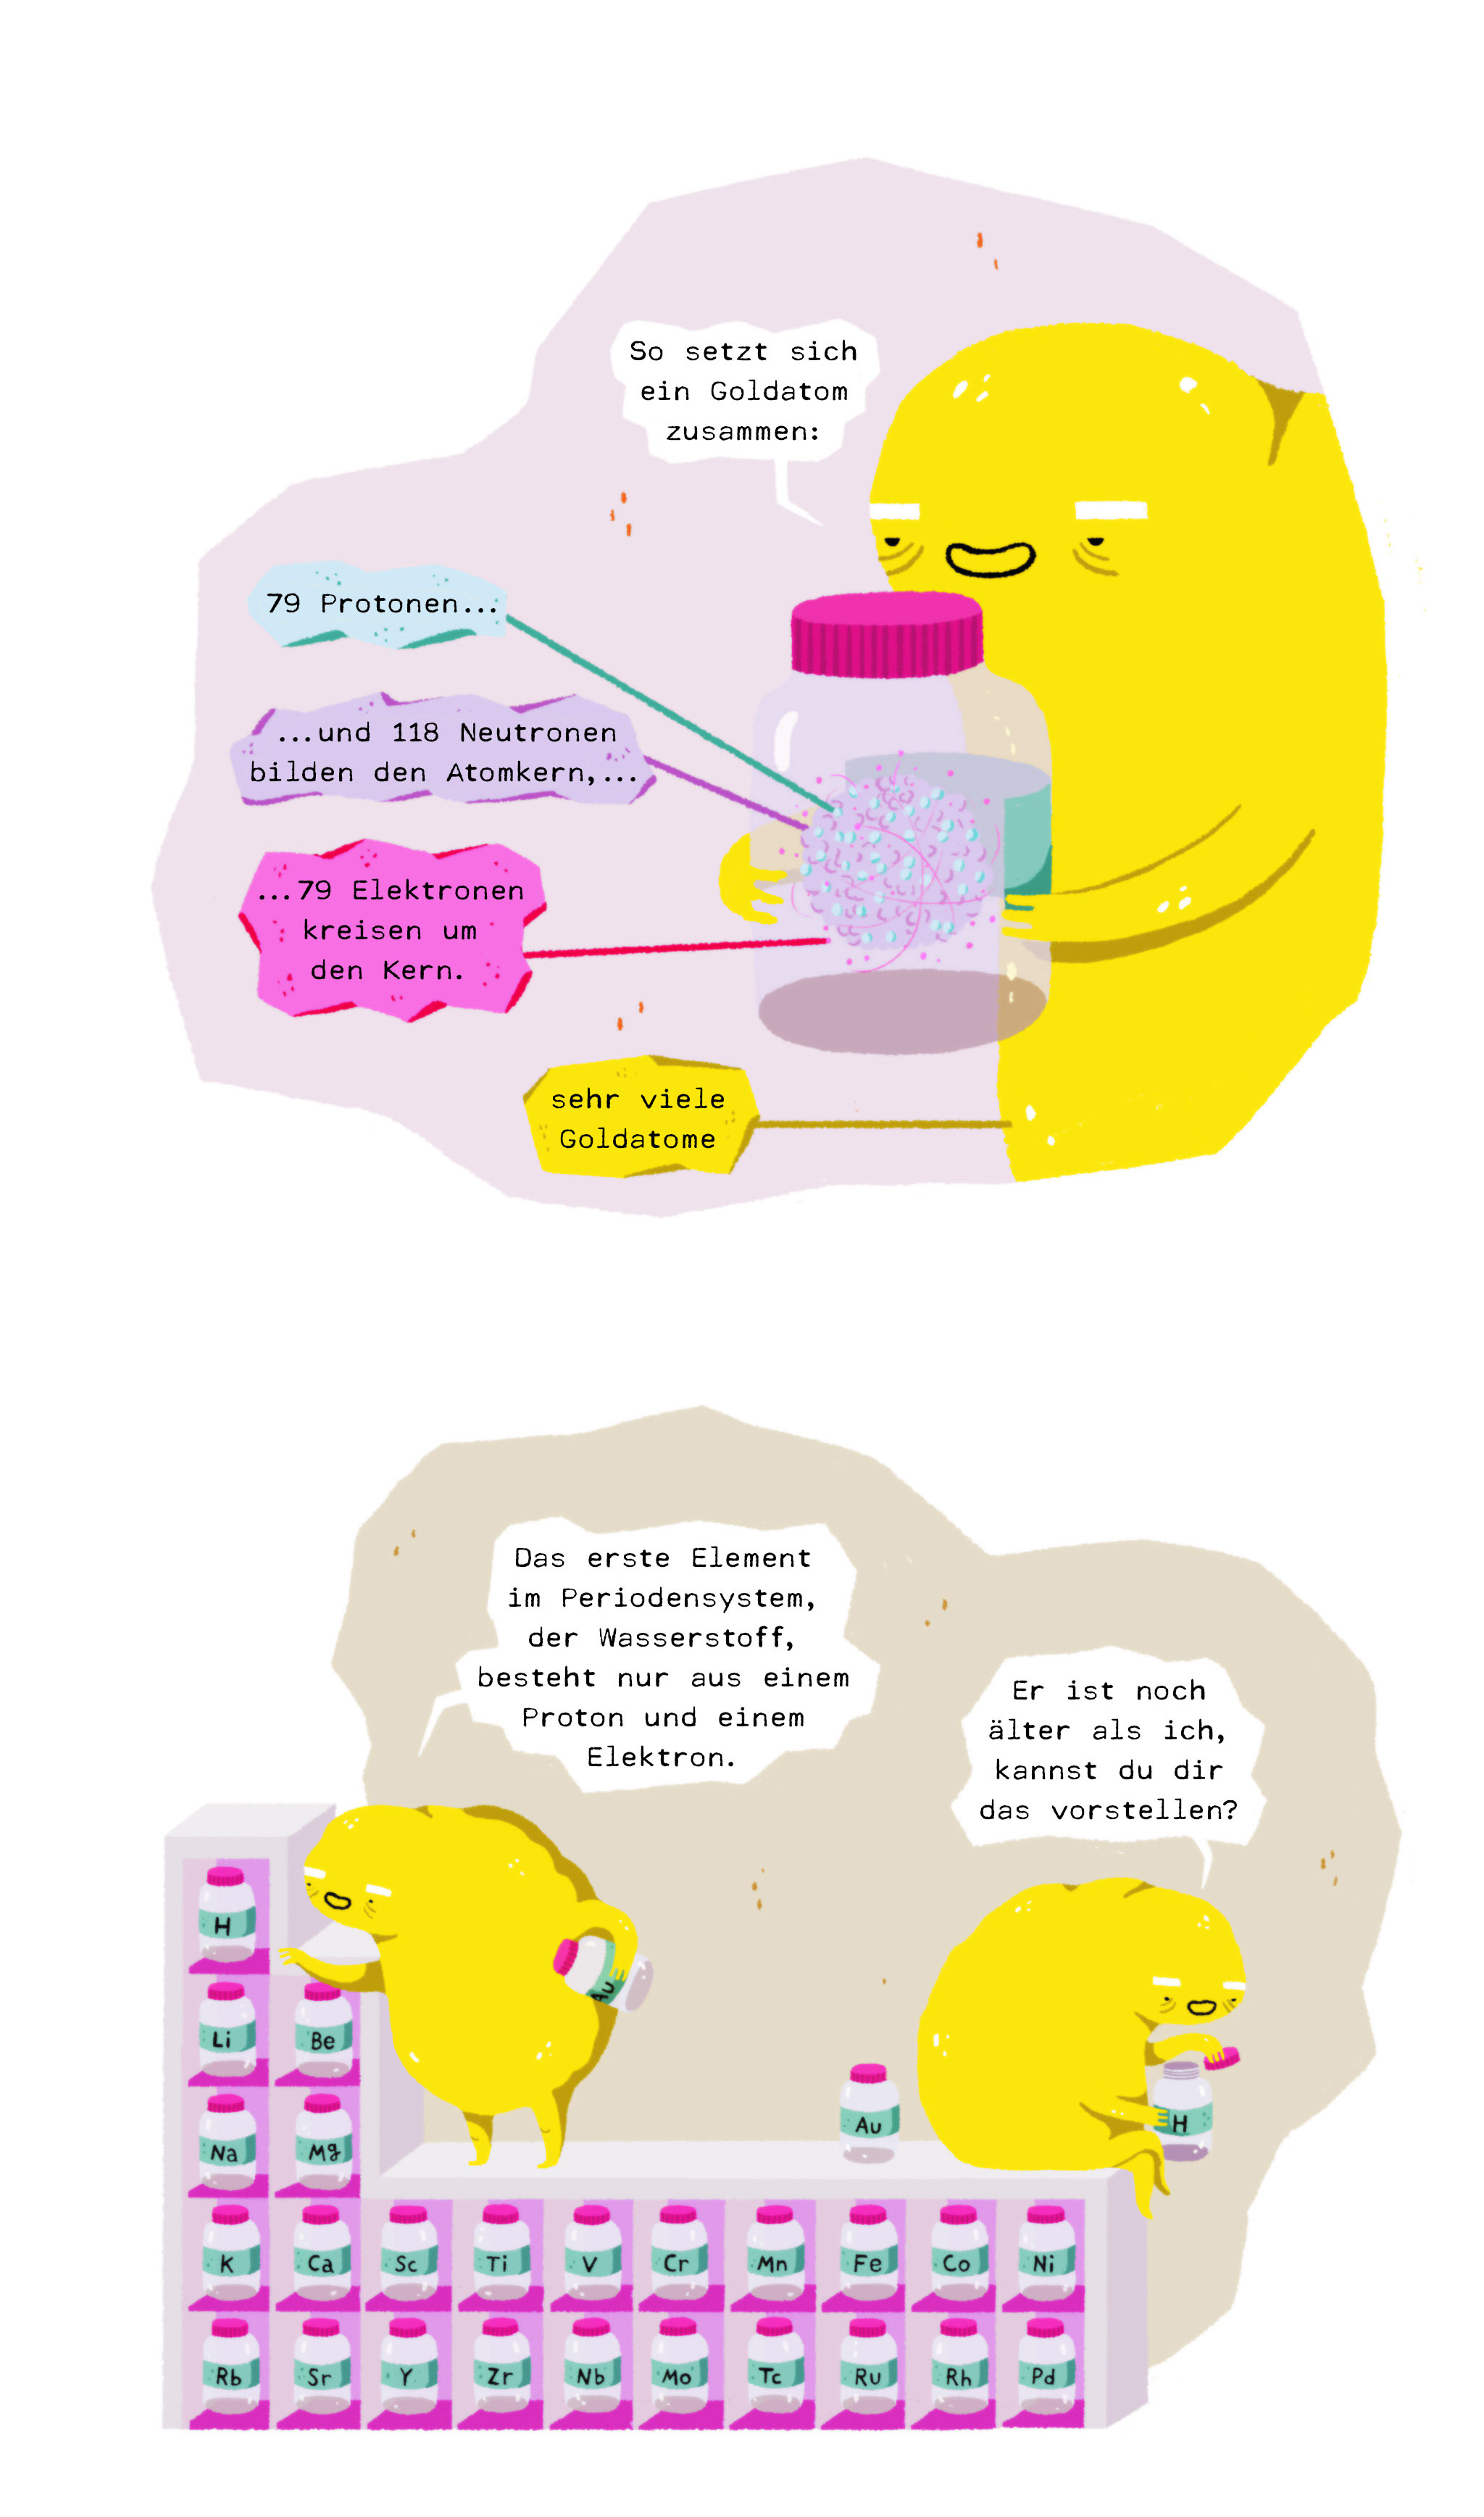 So setzt sich
ein Goldatom
zusammen:
79 Protonen...
...und 118 Neutronen
bilden den Atomkern,...
...79 Elektronen
kreisen um
den Kern.
sehr viele
Goldatome
Das erste Element
im Periodensystem,
der Wasserstoff,
besteht nur aus einem
Proton und einem
Elektron.
Er ist noch
älter als ich,
kannst du dir
das vorstellen?
H
Au
Li Be
Au H
Na Mg
K Ca Sc Ti V Cr Mn Fe Co Ni
Rb Sr Y Zr Nb Mo Tc Ru Rh Pd